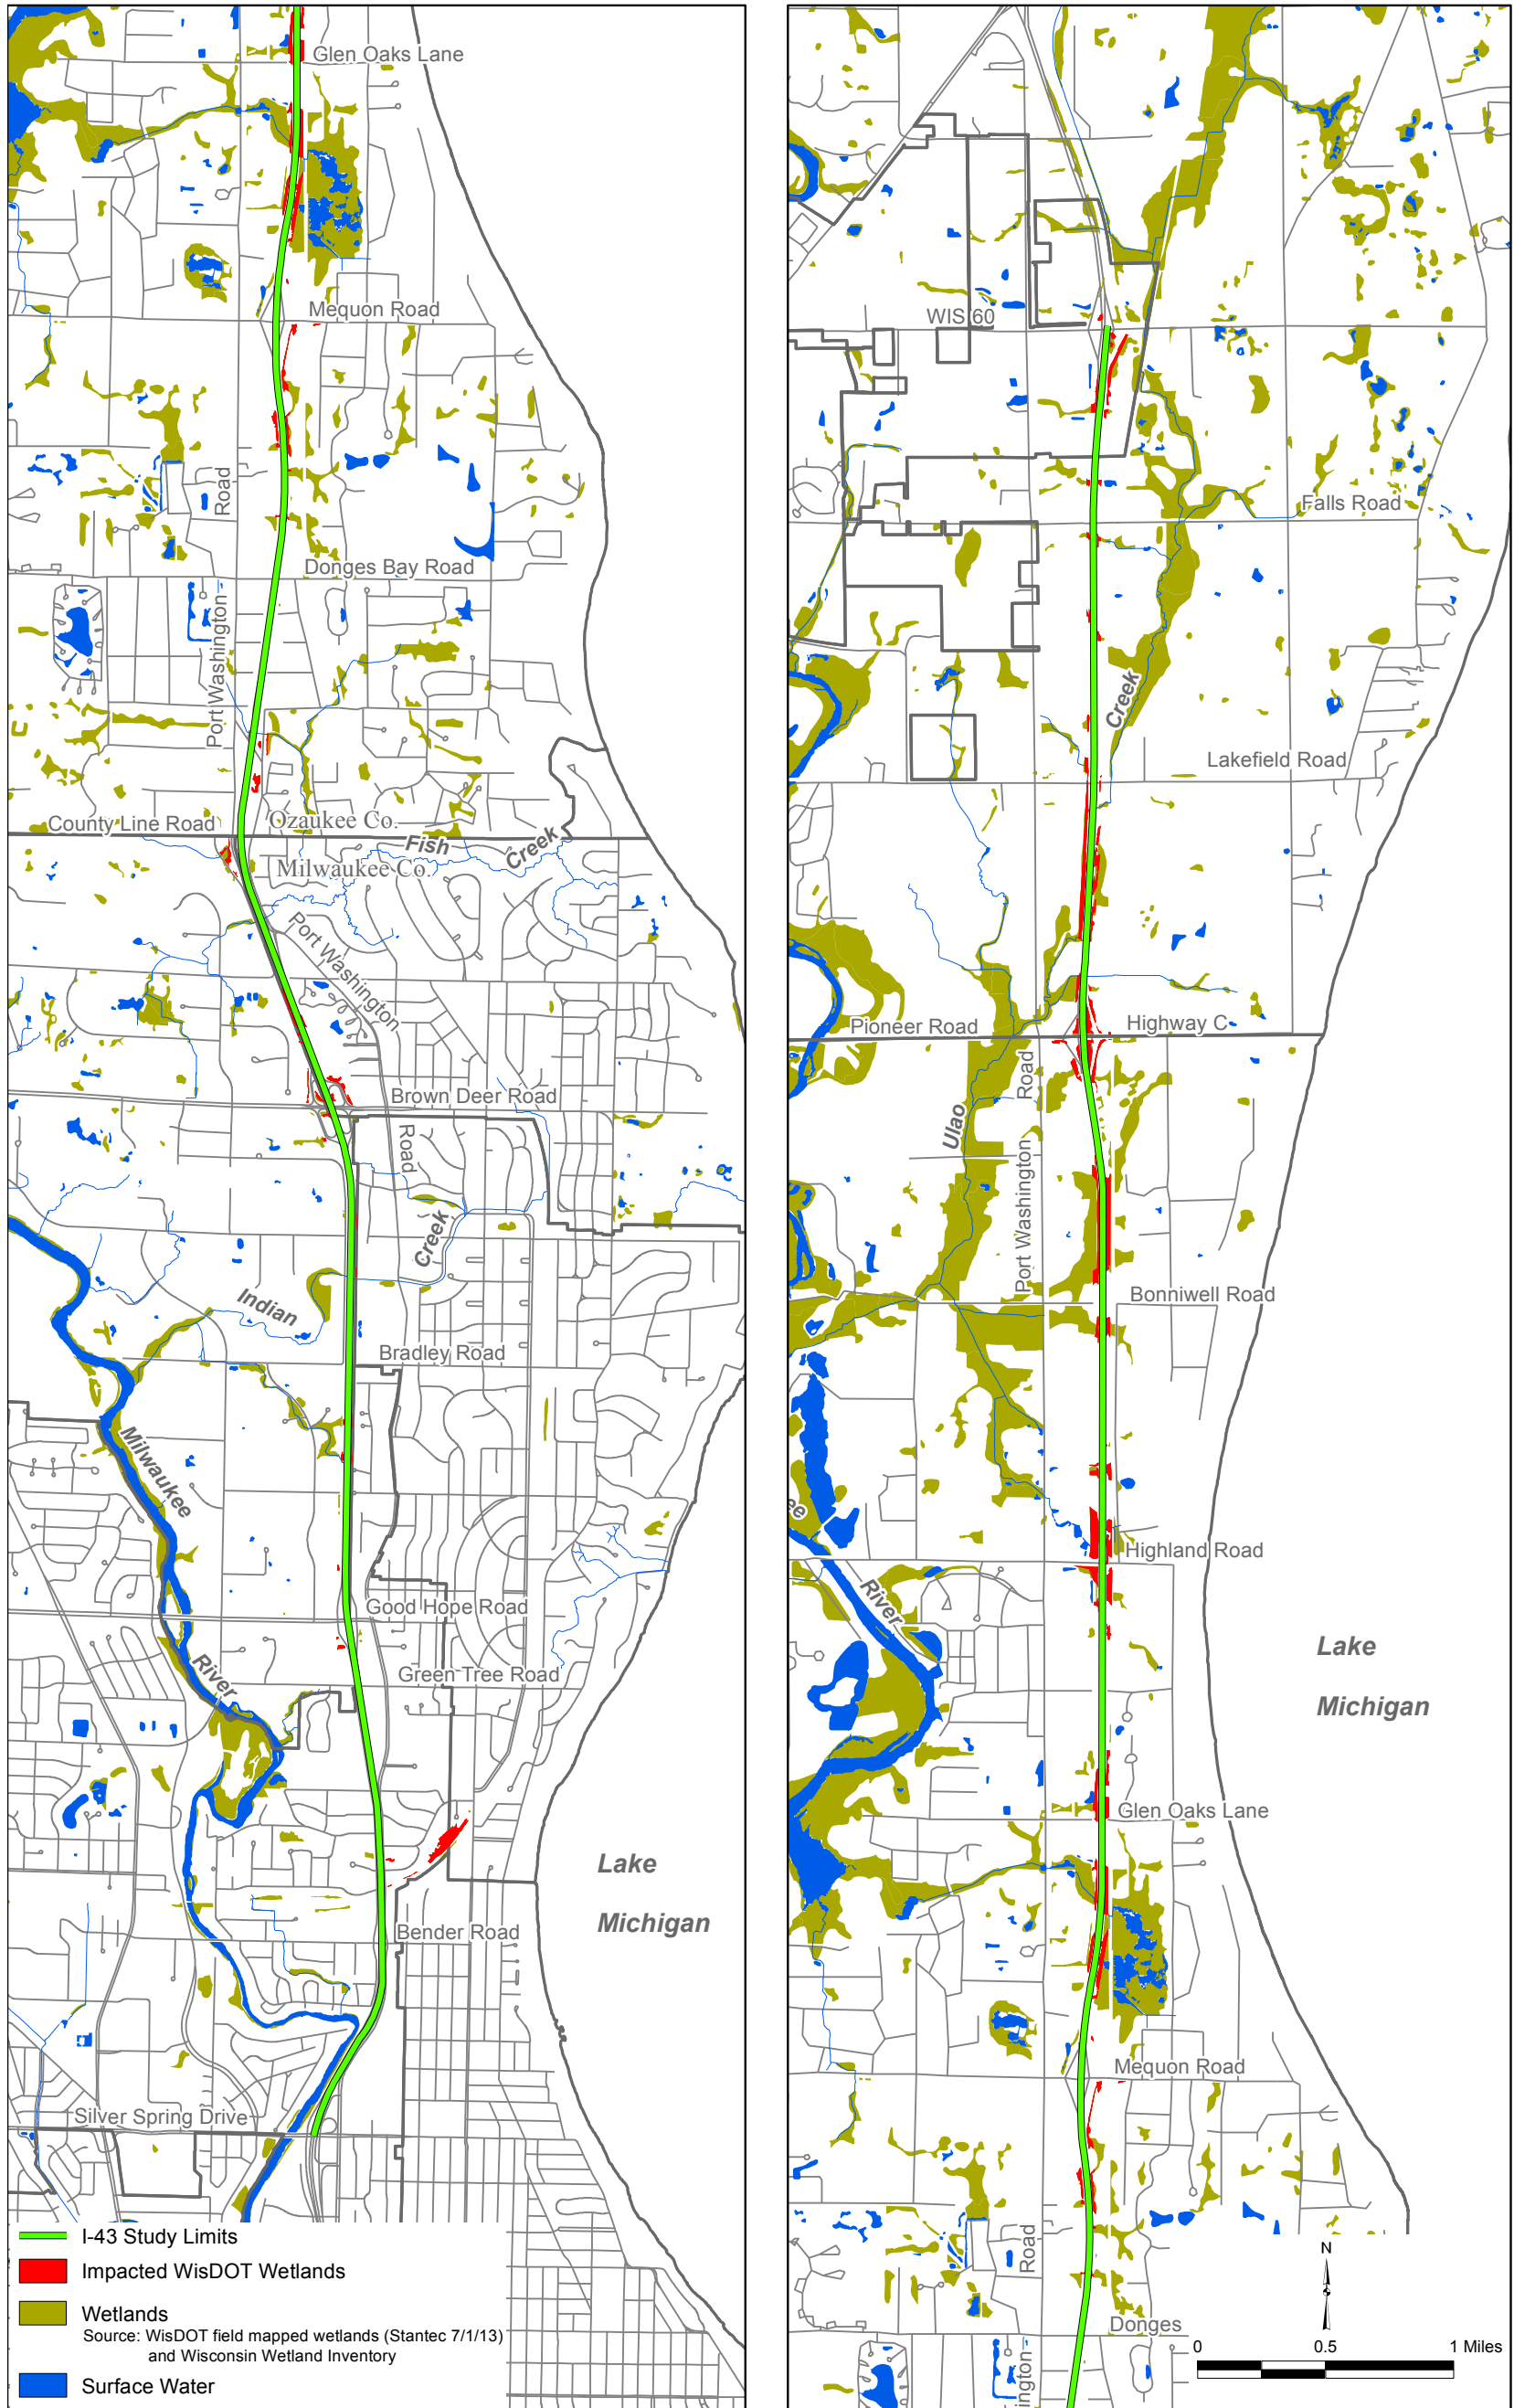 Glen Oaks Lane
Mequon Road
Road
Donges Bay Road
Port Washington
County Line Road
Ozaukee Co.
Fish
Creek
Milwaukee Co.
Port Washington
Brown Deer Road
Road
Creek
Indian
Bradley Road
Milwaukee
Good Hope Road
River
Green Tree Road
Lake
Michigan
Bender Road
Silver Spring Drive
I-43 Study Limits
Impacted WisDOT Wetlands
Wetlands
Source: WisDOT field mapped wetlands (Stantec 7/1/13)
and Wisconsin Wetland Inventory
Surface Water
WIS 60
Falls Road
Creek
Lakefield Road
Pioneer Road
Highway C
Road
Ulao
Port Washington
Bonniwell Road
ee
Highland Road
River
Lake
Michigan
Glen Oaks Lane
Mequon Road
Road
N
Donges
0 0.5 1 Miles
ington